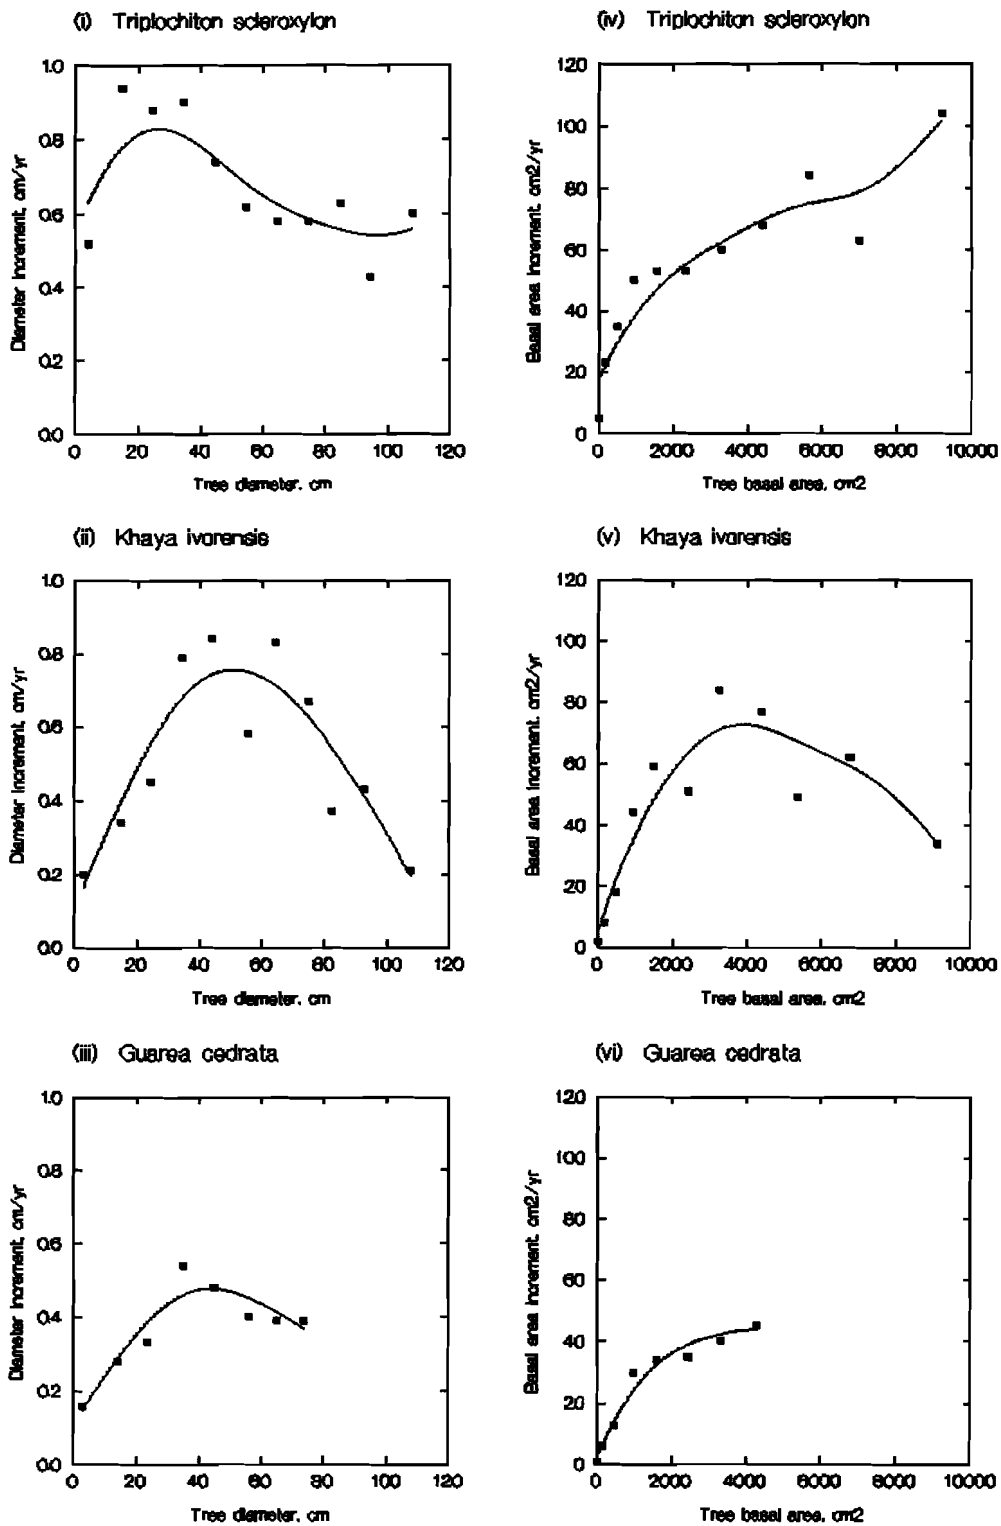 (i) Triplochiton scleroxylon
1.0
0.8
0.6
0.4
0.2
0.0
Diameter increment, cm/yr
0 20 40 60 80 100 120
Tree diameter, cm
(iv) Triplochiton scleroxylon
120
100
80
60
40
20
0
Basal area increment, cm2/yr
0 2000 4000 6000 8000 10000
Tree basal area, cm2
(ii) Khaya ivorensis
1.0
0.8
0.6
0.4
0.2
0.0
Diameter increment, cm/yr
0 20 40 60 80 100 120
Tree diameter, cm
(v) Khaya ivorensis
120
100
80
60
40
20
0
Basal area increment, cm2/yr
0 2000 4000 6000 8000 10000
Tree basal area, cm2
(iii) Guarea cedrata
1.0
0.8
0.6
0.4
0.2
0.0
Diameter increment, cm/yr
0 20 40 60 80 100 120
Tree diameter, cm
(vi) Guarea cedrata
120
100
80
60
40
20
0
Basal area increment, cm2/yr
0 2000 4000 6000 8000 10000
Tree basal area, cm2